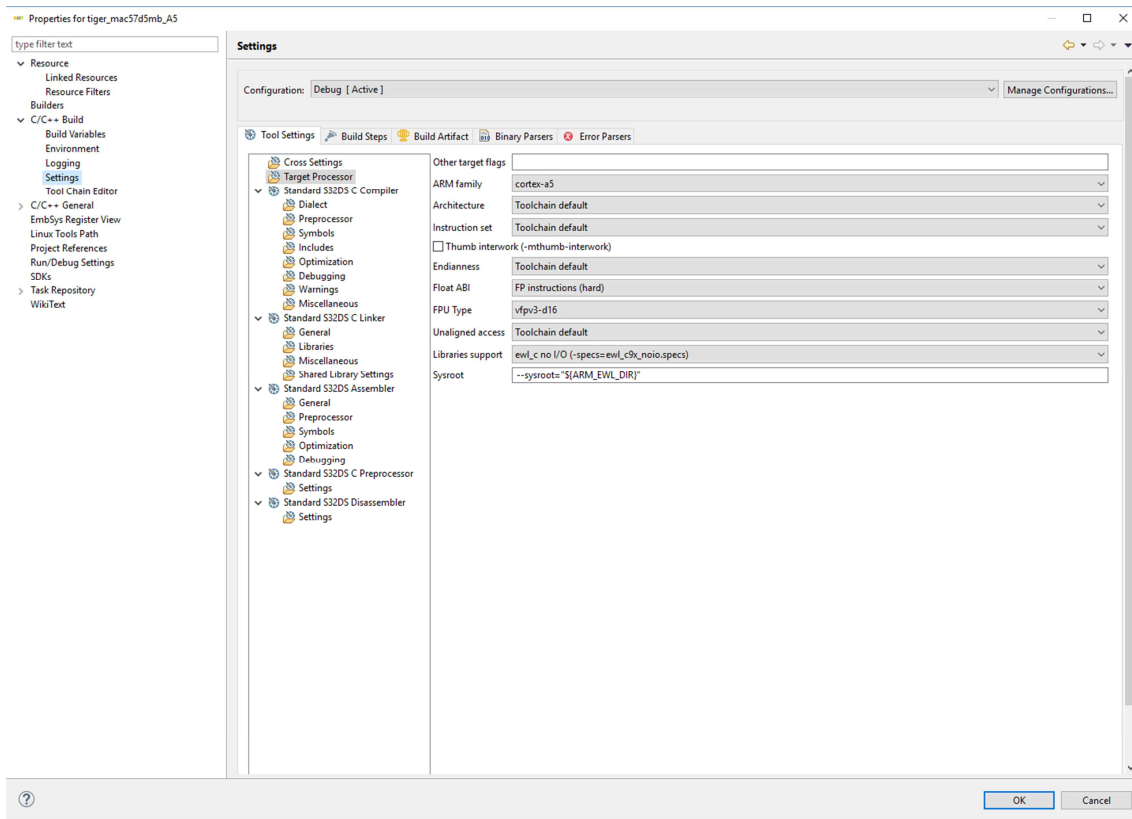 Properties for tiger_mac57d5mb_A5
type filter text
Resource
Linked Resources
Resource Filters
Builders
C/C++ Build
Build Variables
Environment
Logging
Settings
Tool Chain Editor
C/C++ General
EmbSys Register View
Linux Tools Path
Project References
Run/Debug Settings
SDKs
Task Repository
WikiText
Settings
Configuration: Debug [ Active ] Manage Configurations...
Tool Settings Build Steps Build Artifact Binary Parsers Error Parsers
Cross Settings
Target Processor
Standard S32DS C Compiler
Dialect
Preprocessor
Symbols
Includes
Optimization
Debugging
Warnings
Miscellaneous
Standard S32DS C Linker
General
Libraries
Miscellaneous
Shared Library Settings
Standard S32DS Assembler
General
Preprocessor
Symbols
Optimization
Debugging
Standard S32DS C Preprocessor
Settings
Standard S32DS Disassembler
Settings
Other target flags
ARM family cortex-a5
Architecture Toolchain default
Instruction set Toolchain default
Thumb interwork (-mthumb-interwork)
Endianness Toolchain default
Float ABI FP instructions (hard)
FPU Type vfpv3-d16
Unaligned access Toolchain default
Libraries support ewl_c no I/O (-specs=ewl_c9x_noio.specs)
Sysroot --sysroot="${ARM_EWL_DIR}"
OK Cancel